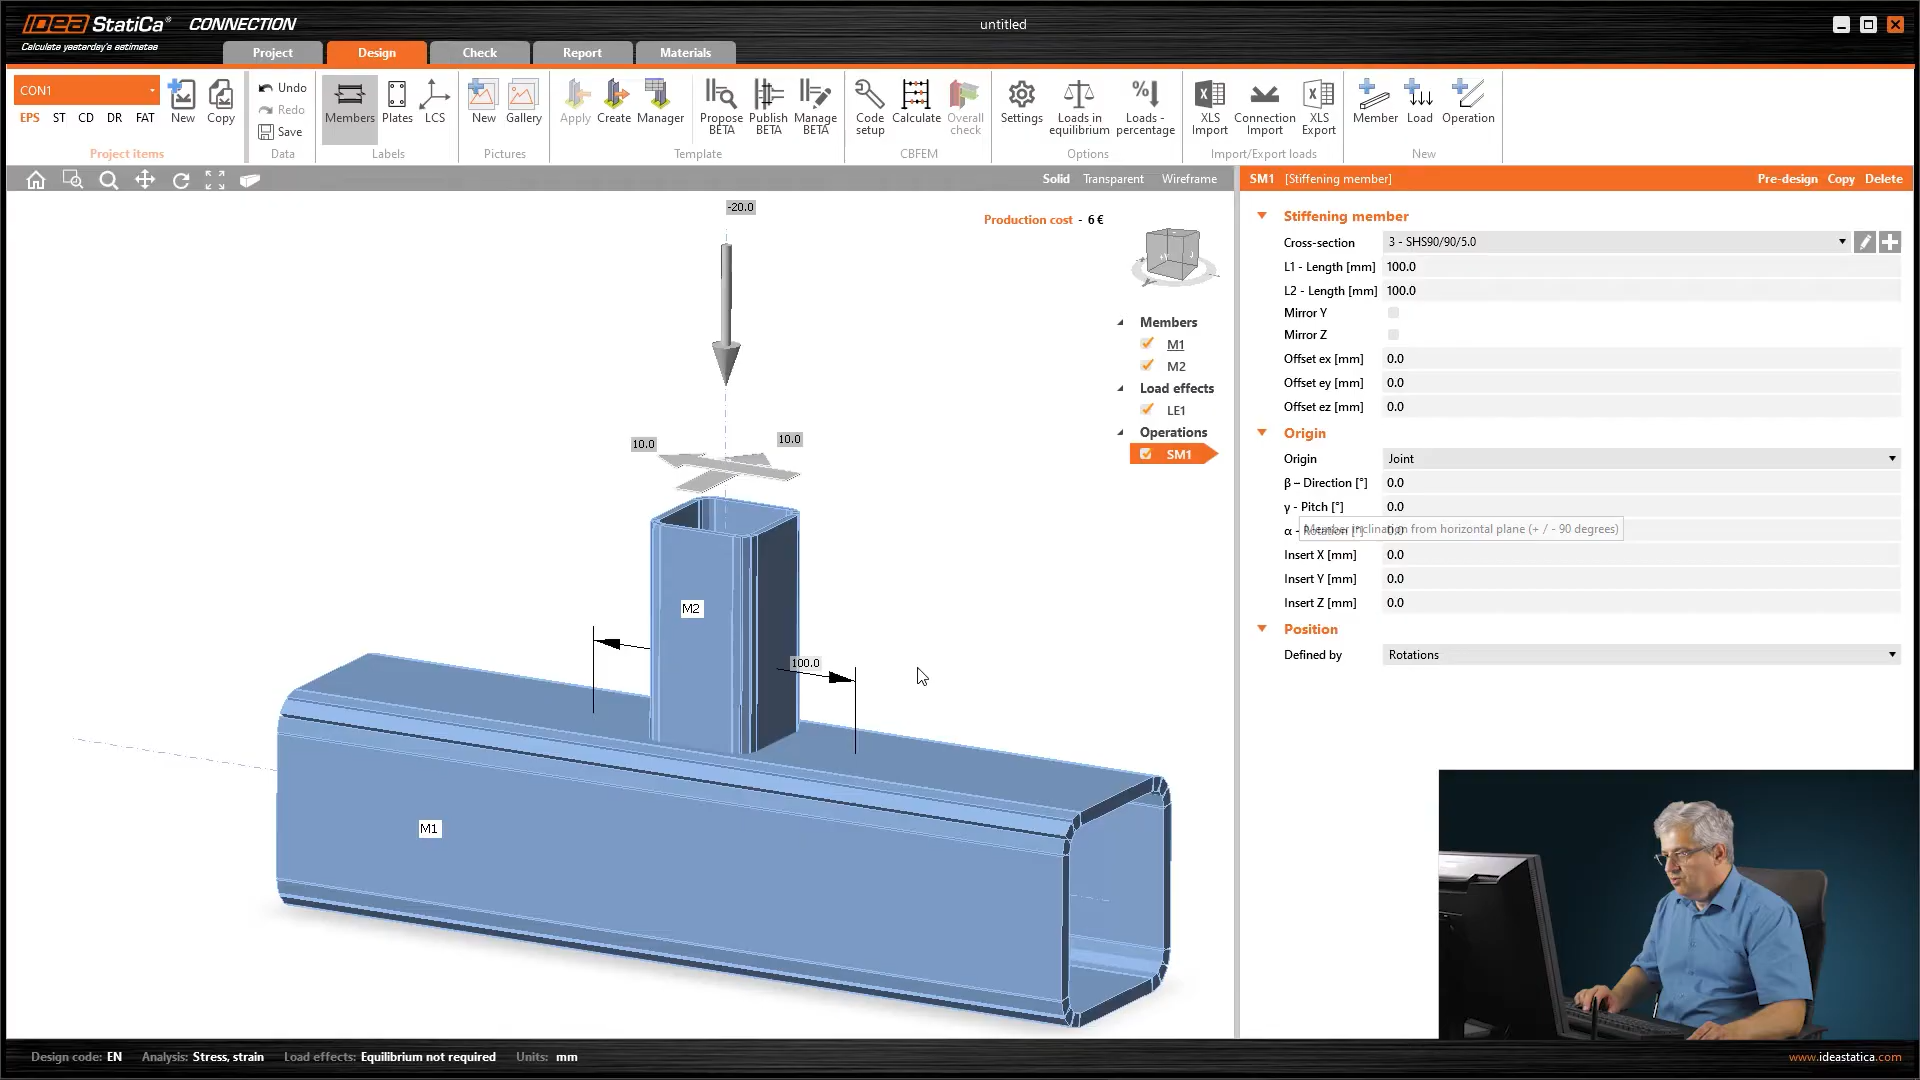 IDEA StatiCa® CONNECTION
Calculate yesterday's estimates
untitled
Project Design Check Report Materials
CON1
EPS ST CD DR FAT
New Copy
Project items
Undo
Redo
Save
Data
Members Plates LCS
Labels
New Gallery
Pictures
Apply Create Manager
Propose BETA
Publish BETA
Manage BETA
Template
Code setup
Calculate
Overall check
CBFEM
Settings
Loads in equilibrium
Loads - percentage
Options
XLS Import
Connection Import
XLS Export
Import/Export loads
Member Load Operation
New
Solid Transparent Wireframe
SM1 [Stiffening member]
Pre-design Copy Delete
Production cost - 6 €
-20.0
10.0
10.0
M2
100.0
M1
Members
M1
M2
Load effects
LE1
Operations
SM1
Stiffening member
Cross-section 3 - SHS90/90/5.0
L1 - Length [mm] 100.0
L2 - Length [mm] 100.0
Mirror Y
Mirror Z
Offset ex [mm] 0.0
Offset ey [mm] 0.0
Offset ez [mm] 0.0
Origin
Origin Joint
β – Direction [°] 0.0
γ - Pitch [°] 0.0
α - Rotation [°] 0.0
Member inclination from horizontal plane (+ / - 90 degrees)
Insert X [mm] 0.0
Insert Y [mm] 0.0
Insert Z [mm] 0.0
Position
Defined by Rotations
Design code: EN Analysis: Stress, strain Load effects: Equilibrium not required Units: mm
www.ideastatica.com